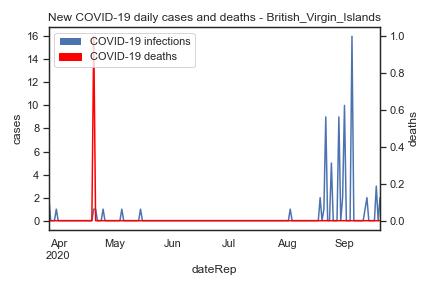 New COVID-19 daily cases and deaths - British_Virgin_Islands
COVID-19 infections
COVID-19 deaths
16
14
12
10
8
6
4
2
0
cases
1.0
0.8
0.6
0.4
0.2
0.0
deaths
Apr May Jun Jul Aug Sep
2020
dateRep